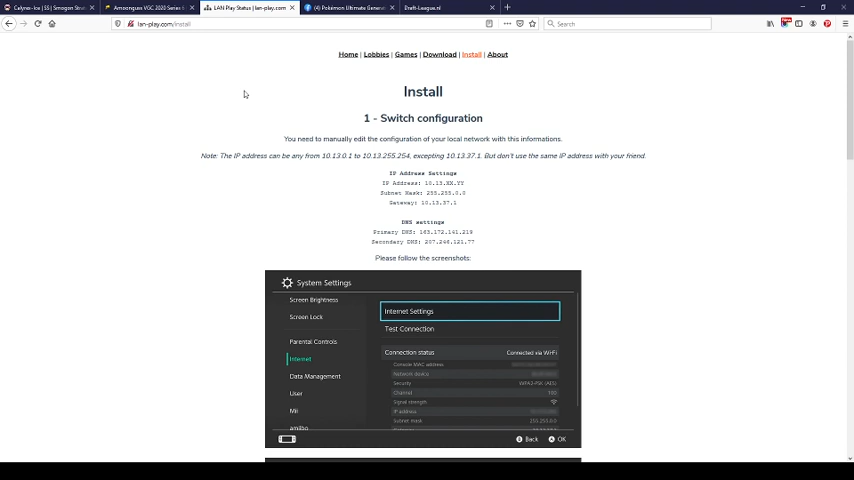 Calyrex-Ice | SS | Smogon Strat
Amoonguss VGC 2020 Series 6
LAN Play Status | lan-play.com
(4) Pokémon Ultimate Generati
Draft-League.nl
lan-play.com/install
Search
Home | Lobbies | Games | Download | Install | About
Install
1 - Switch configuration
You need to manually edit the configuration of your local network with this informations.
Note: The IP address can be any from 10.13.0.1 to 10.13.255.254, excepting 10.13.37.1. But don't use the same IP address with your friend.
IP Address Settings
IP Address: 10.13.XX.YY
Subnet Mask: 255.255.0.0
Gateway: 10.13.37.1
DNS settings
Primary DNS: 163.172.141.219
Secondary DNS: 207.246.121.77
Please follow the screenshots:
System Settings
Screen Brightness
Screen Lock
Parental Controls
Internet
Data Management
User
Mii
amiibo
Internet Settings
Test Connection
Connection status Connected via Wi-Fi
Console MAC address
Network device
Security WPA2-PSK (AES)
Channel 100
Signal strength
IP address
Subnet mask 255.255.0.0
Back OK